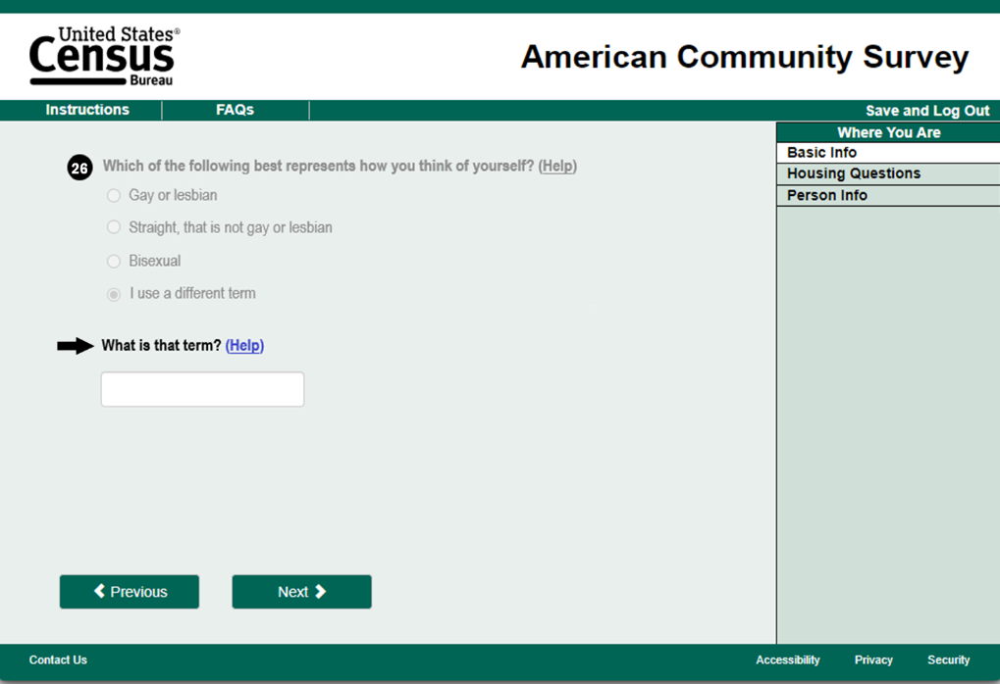 United States®
Census
Bureau
American Community Survey
Instructions
FAQs
Save and Log Out
Where You Are
Basic Info
Housing Questions
Person Info
26 Which of the following best represents how you think of yourself? (Help)
Gay or lesbian
Straight, that is not gay or lesbian
Bisexual
I use a different term
What is that term? (Help)
Previous
Next
Contact Us
Accessibility
Privacy
Security